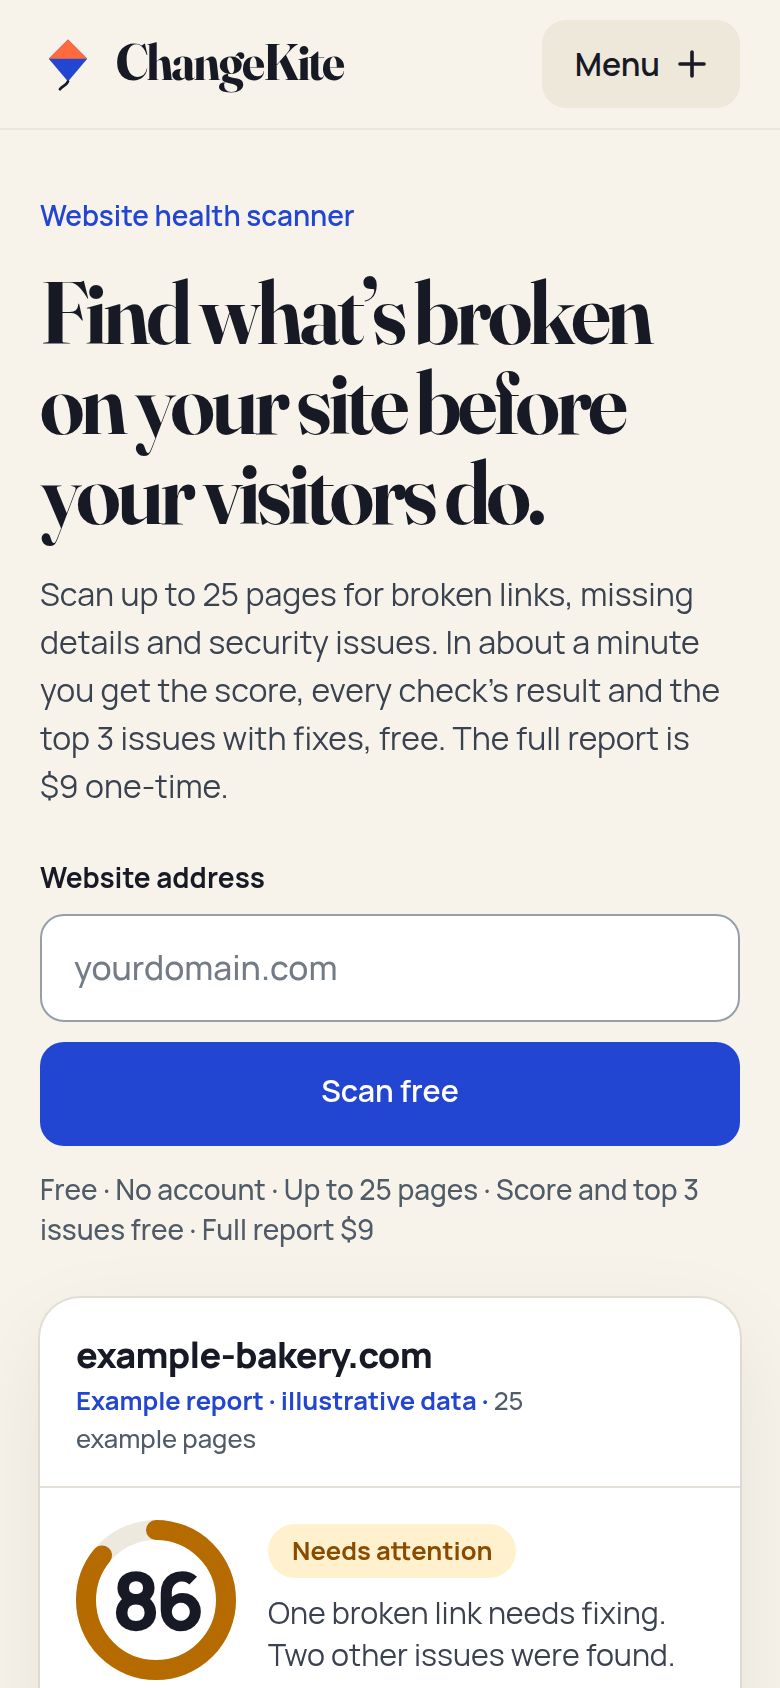 ChangeKite
Menu
Website health scanner
Find what’s broken
on your site before
your visitors do.
Scan up to 25 pages for broken links, missing
details and security issues. In about a minute
you get the score, every check’s result and the
top 3 issues with fixes, free. The full report is
$9 one-time.
Website address
yourdomain.com
Scan free
Free · No account · Up to 25 pages · Score and top 3
issues free · Full report $9
example-bakery.com
Example report · illustrative data · 25
example pages
86
Needs attention
One broken link needs fixing.
Two other issues were found.